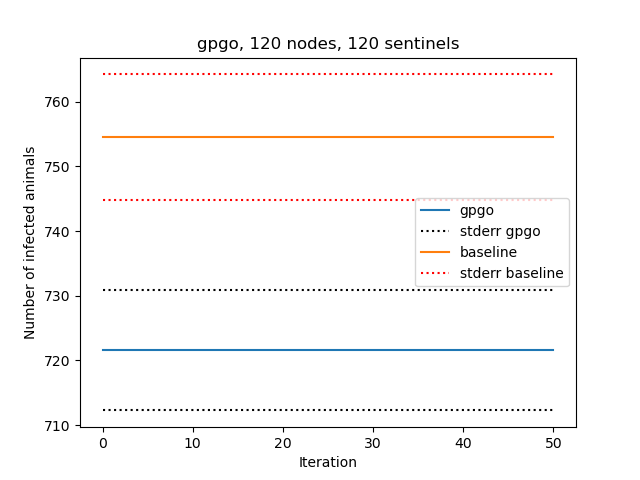 gpgo, 120 nodes, 120 sentinels
Number of infected animals
760
750
740
730
720
710
gpgo
stderr gpgo
baseline
stderr baseline
0 10 20 30 40 50
Iteration